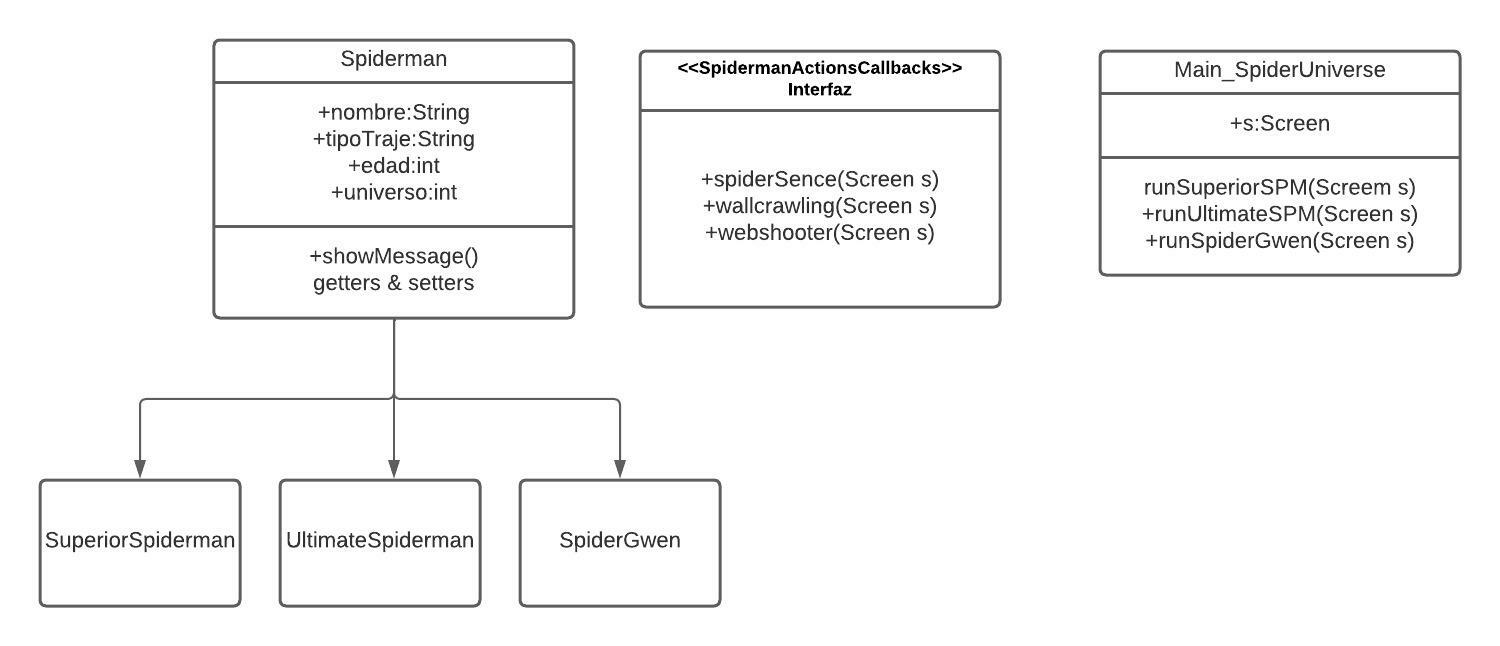 Spiderman
+nombre:String
+tipoTraje:String
+edad:int
+universo:int
+showMessage()
getters & setters
<<SpidermanActionsCallbacks>>
Interfaz
+spiderSence(Screen s)
+wallcrawling(Screen s)
+webshooter(Screen s)
Main_SpiderUniverse
+s:Screen
runSuperiorSPM(Screem s)
+runUltimateSPM(Screen s)
+runSpiderGwen(Screen s)
SuperiorSpiderman
UltimateSpiderman
SpiderGwen